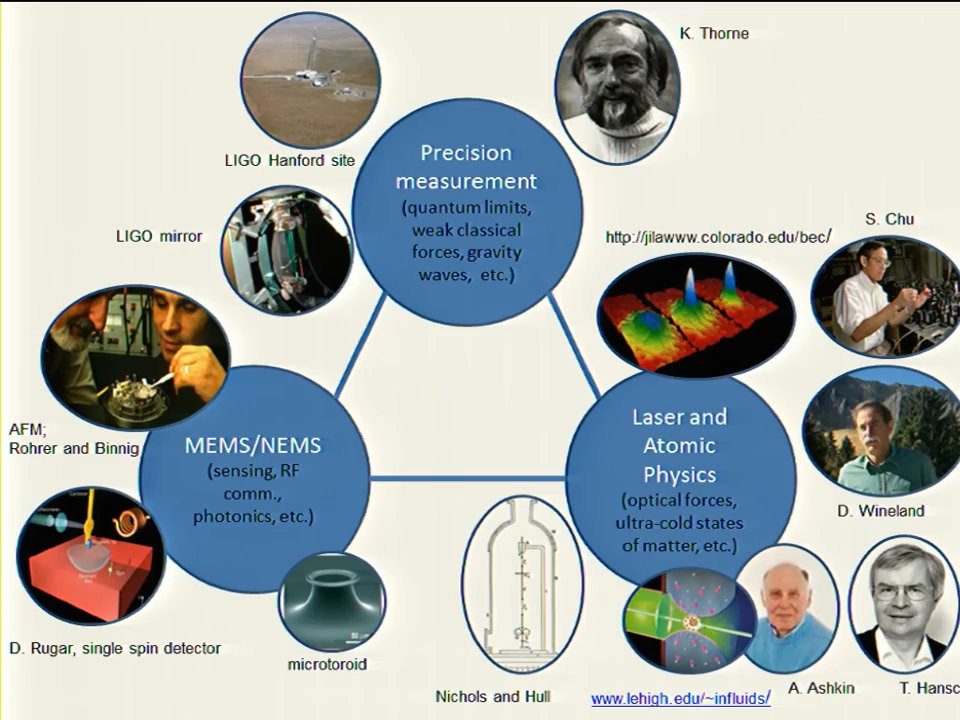 K. Thorne
LIGO Hanford site
Precision
measurement
(quantum limits,
weak classical
forces, gravity
waves, etc.)
LIGO mirror
http://jilawww.colorado.edu/bec/
S. Chu
AFM;
Rohrer and Binnig
MEMS/NEMS
(sensing, RF
comm.,
photonics, etc.)
Laser and
Atomic
Physics
(optical forces,
ultra-cold states
of matter, etc.)
D. Wineland
D. Rugar, single spin detector
microtoroid
Nichols and Hull
www.lehigh.edu/~influids/
A. Ashkin
T. Hansc